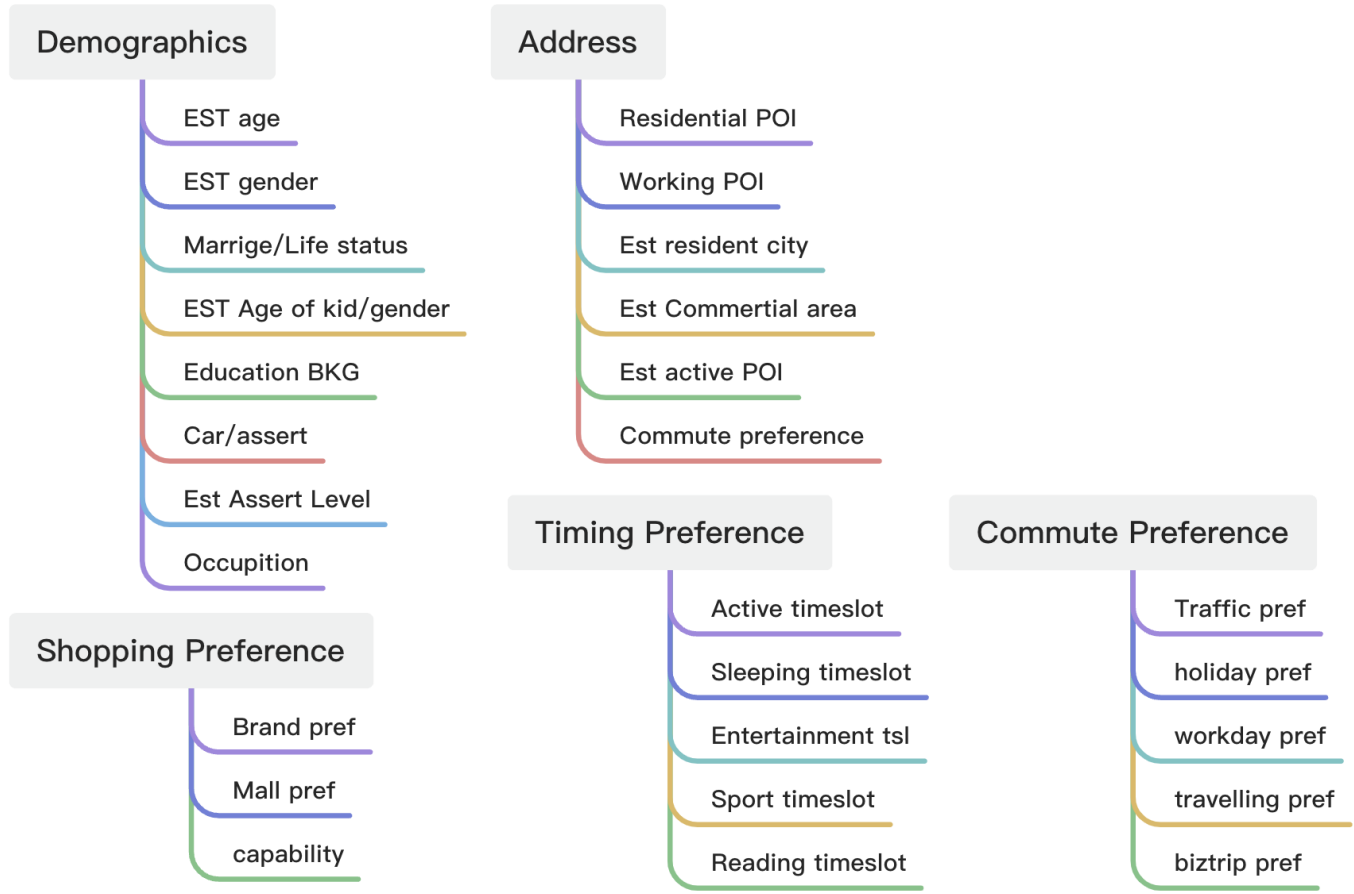 Demographics
EST age
EST gender
Marrige/Life status
EST Age of kid/gender
Education BKG
Car/assert
Est Assert Level
Occupition
Address
Residential POI
Working POI
Est resident city
Est Commertial area
Est active POI
Commute preference
Shopping Preference
Brand pref
Mall pref
capability
Timing Preference
Active timeslot
Sleeping timeslot
Entertainment tsl
Sport timeslot
Reading timeslot
Commute Preference
Traffic pref
holiday pref
workday pref
travelling pref
biztrip pref